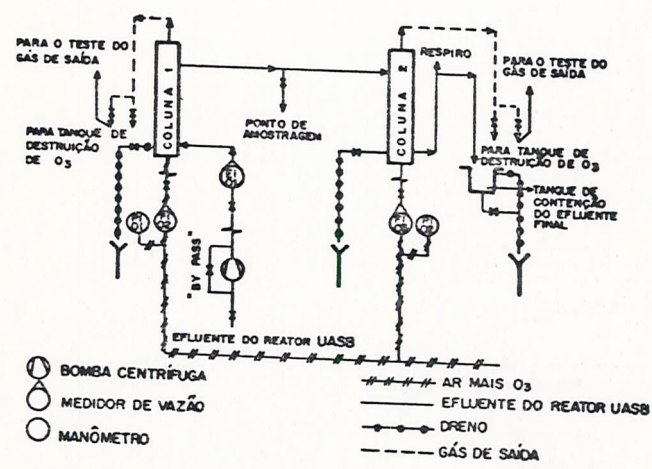 PARA O TESTE DO
GÁS DE SAÍDA
COLUNA 1
PARA TANQUE DE
DESTRUIÇÃO
DE O3
PONTO DE
AMOSTRAGEM
COLUNA 2
RESPIRO
PARA O TESTE DO
GÁS DE SAÍDA
PARA TANQUE DE
DESTRUIÇÃO DE O3
TANQUE DE
CONTENÇÃO
DO EFLUENTE
FINAL
"BY PASS"
EFLUENTE DO REATOR UASB
BOMBA CENTRÍFUGA
MEDIDOR DE VAZÃO
MANÔMETRO
AR MAIS O3
EFLUENTE DO REATOR UASB
DRENO
GÁS DE SAÍDA